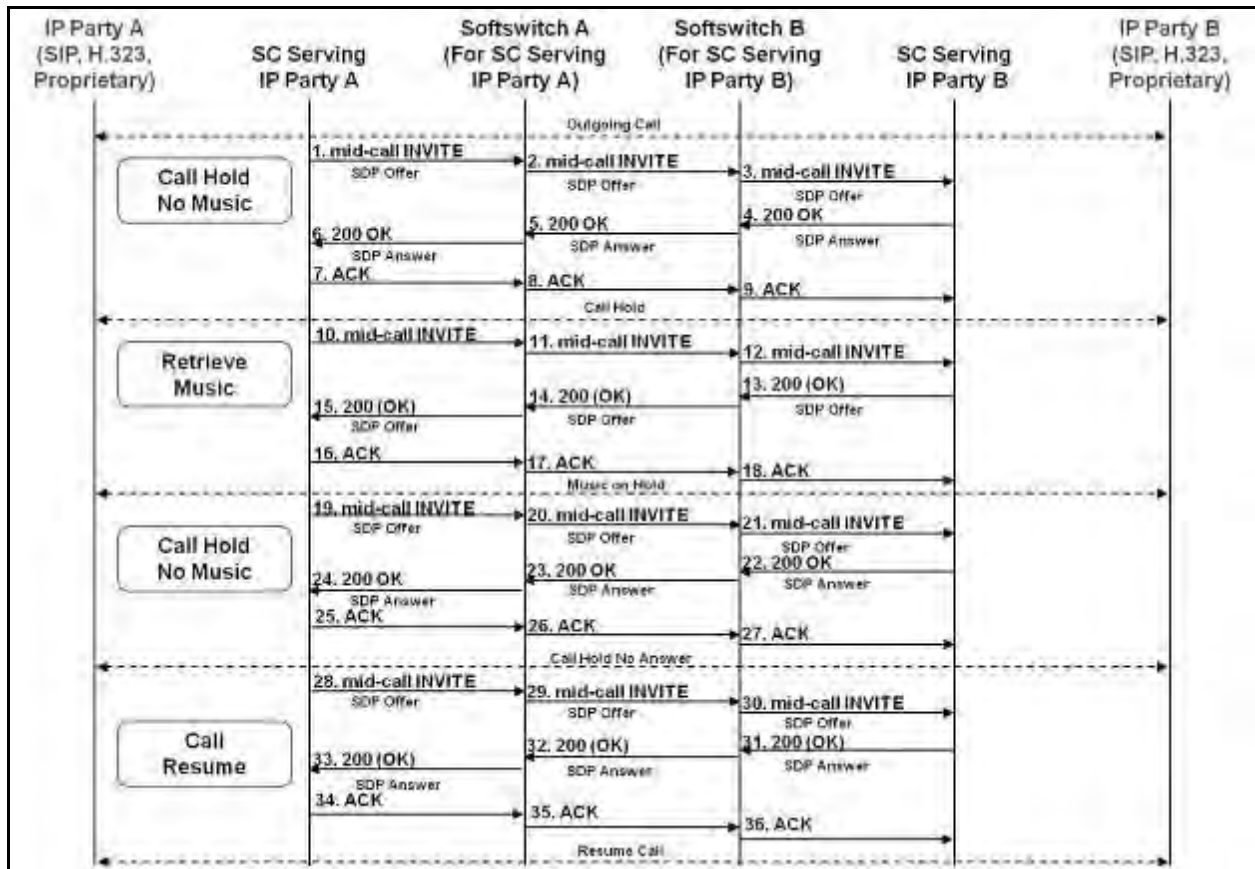 IP Party A
(SIP, H.323,
Proprietary)
SC Serving
IP Party A
Softswitch A
(For SC Serving
IP Party A)
Softswitch B
(For SC Serving
IP Party B)
SC Serving
IP Party B
IP Party B
(SIP, H.323,
Proprietary)
Outgoing Call
Call Hold
No Music
1. mid-call INVITE
SDP Offer
2. mid-call INVITE
SDP Offer
3. mid-call INVITE
SDP Offer
4. 200 OK
SDP Answer
5. 200 OK
SDP Answer
6. 200 OK
SDP Answer
7. ACK
8. ACK
9. ACK
Call Hold
Retrieve
Music
10. mid-call INVITE
11. mid-call INVITE
12. mid-call INVITE
13. 200 (OK)
SDP Offer
14. 200 (OK)
SDP Offer
15. 200 (OK)
SDP Offer
16. ACK
17. ACK
18. ACK
Music on Hold
Call Hold
No Music
19. mid-call INVITE
SDP Offer
20. mid-call INVITE
SDP Offer
21. mid-call INVITE
SDP Offer
22. 200 OK
SDP Answer
23. 200 OK
SDP Answer
24. 200 OK
SDP Answer
25. ACK
26. ACK
27. ACK
Call Hold No Answer
Call
Resume
28. mid-call INVITE
SDP Offer
29. mid-call INVITE
SDP Offer
30. mid-call INVITE
SDP Offer
31. 200 (OK)
SDP Answer
32. 200 (OK)
SDP Answer
33. 200 (OK)
SDP Answer
34. ACK
35. ACK
36. ACK
Resume Call